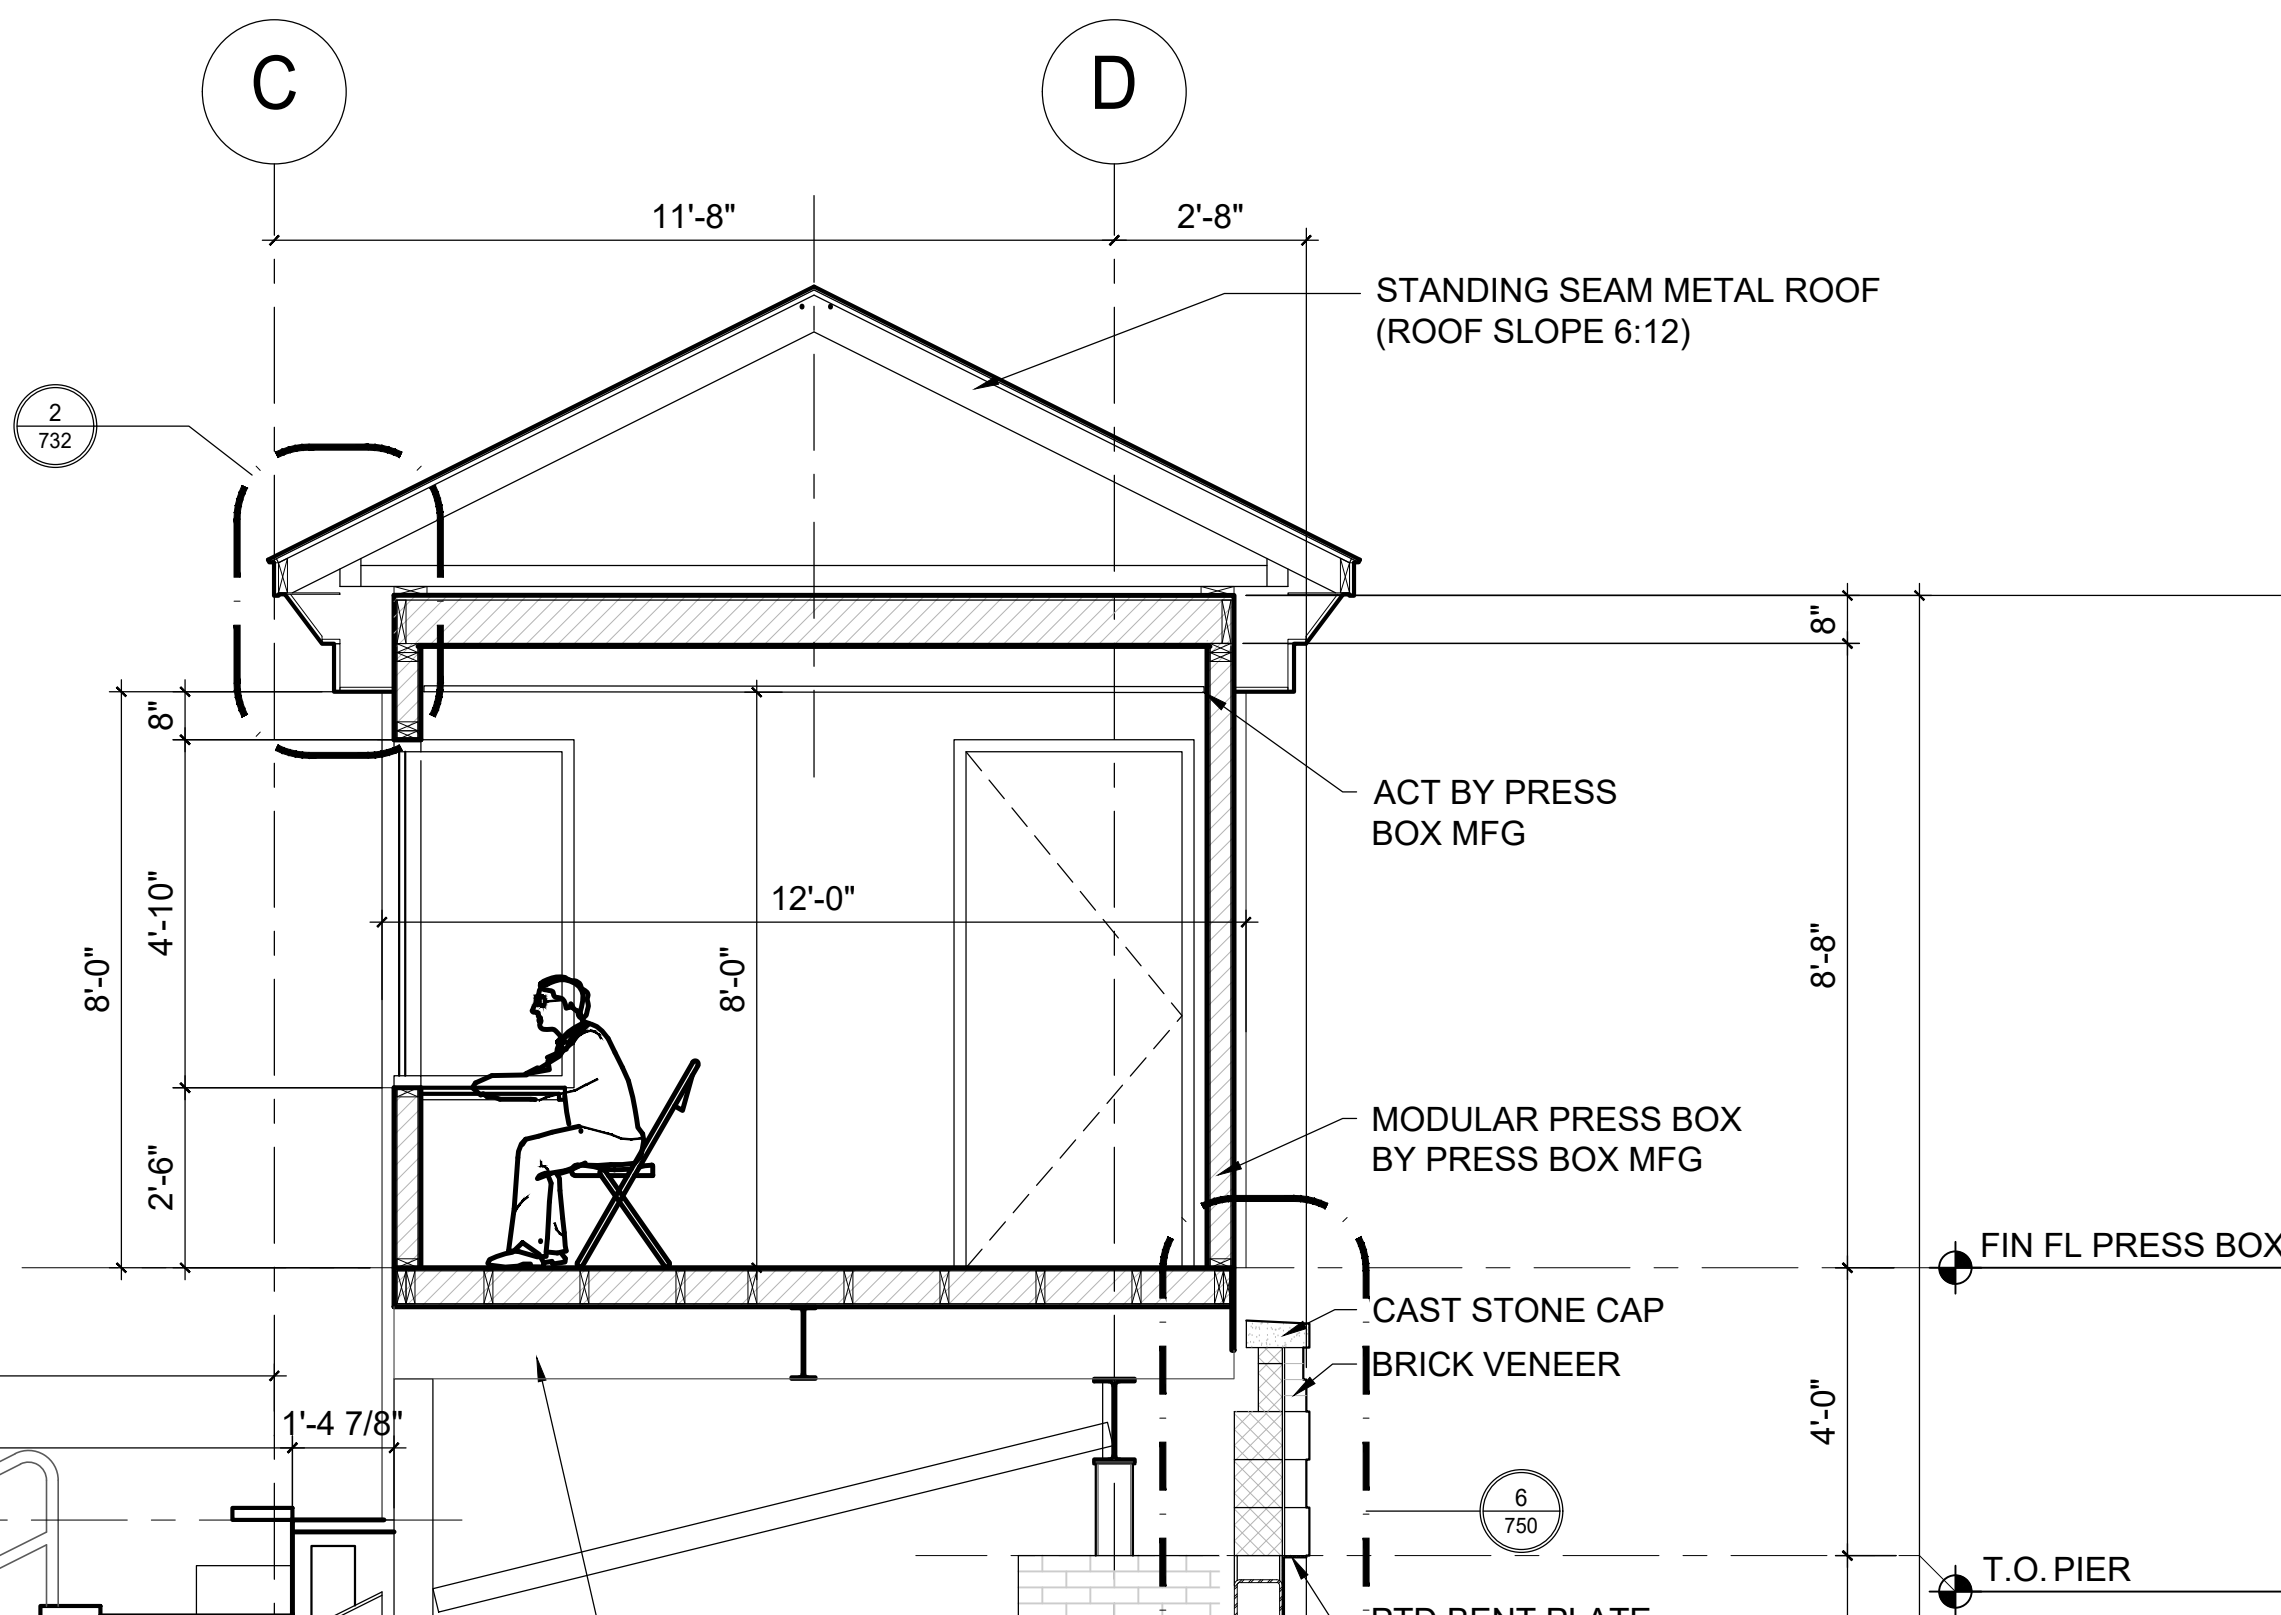 C
D
11'-8"
2'-8"
STANDING SEAM METAL ROOF
(ROOF SLOPE 6:12)
2
732
8"
8"
ACT BY PRESS
BOX MFG
4'-10"
12'-0"
8'-0"
8'-0"
8'-8"
MODULAR PRESS BOX
BY PRESS BOX MFG
2'-6"
FIN FL PRESS BOX
CAST STONE CAP
BRICK VENEER
4'-0"
1'-4 7/8"
6
750
T.O. PIER
PTD BENT PLATE